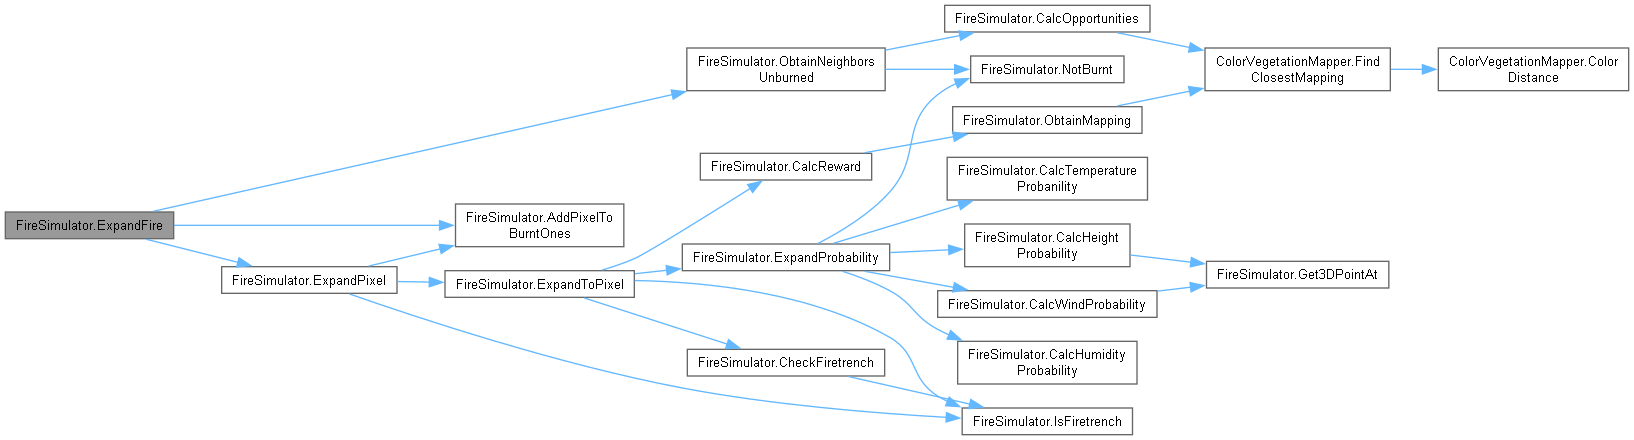 FireSimulator.CalcOpportunities
FireSimulator.ObtainNeighbors
Unburned
FireSimulator.NotBurnt
ColorVegetationMapper.Find
ClosestMapping
ColorVegetationMapper.Color
Distance
FireSimulator.ObtainMapping
FireSimulator.CalcReward
FireSimulator.CalcTemperature
Probanility
FireSimulator.ExpandFire
FireSimulator.AddPixelTo
BurntOnes
FireSimulator.CalcHeight
Probability
FireSimulator.ExpandProbability
FireSimulator.ExpandPixel
FireSimulator.ExpandToPixel
FireSimulator.Get3DPointAt
FireSimulator.CalcWindProbability
FireSimulator.CalcHumidity
Probability
FireSimulator.CheckFiretrench
FireSimulator.IsFiretrench